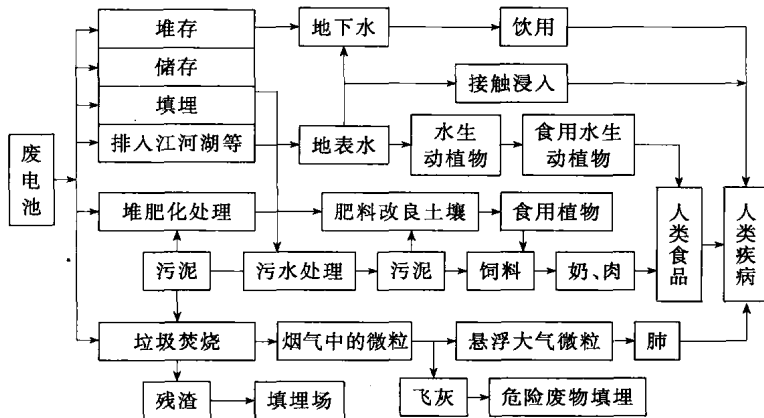 堆存
地下水
饮用
储存
接触浸入
填埋
排入江河湖等
地表水
水生
动植物
食用水生
动植物
废
电
池
堆肥化处理
肥料改良土壤
食用植物
人
类
食
品
人
类
疾
病
污泥
污水处理
污泥
饲料
奶、肉
垃圾焚烧
烟气中的微粒
悬浮大气微粒
肺
残渣
填埋场
飞灰
危险废物填埋